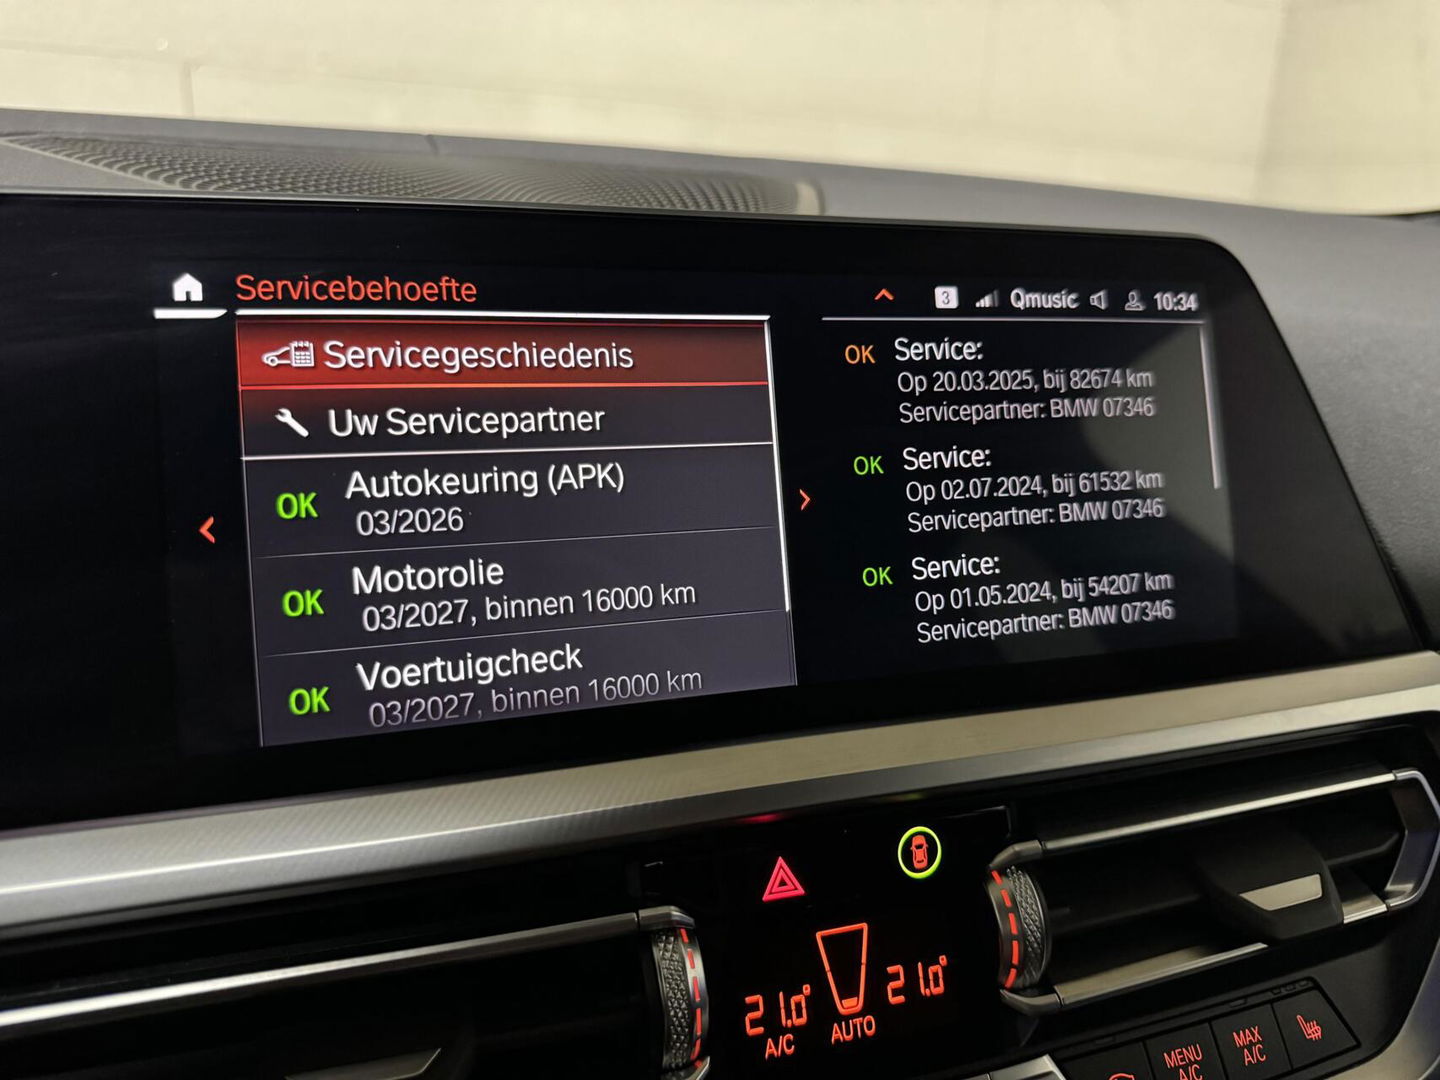 Servicebehoefte
3 Qmusic 10:34
Servicegeschiedenis
Uw Servicepartner
OK Autokeuring (APK)
03/2026
OK Motorolie
03/2027, binnen 16000 km
OK Voertuigcheck
03/2027, binnen 16000 km
OK Service:
Op 20.03.2025, bij 82674 km
Servicepartner: BMW 07346
OK Service:
Op 02.07.2024, bij 61532 km
Servicepartner: BMW 07346
OK Service:
Op 01.05.2024, bij 54207 km
Servicepartner: BMW 07346
21.0° 21.0°
A/C AUTO
MENU
A/C
MAX
A/C